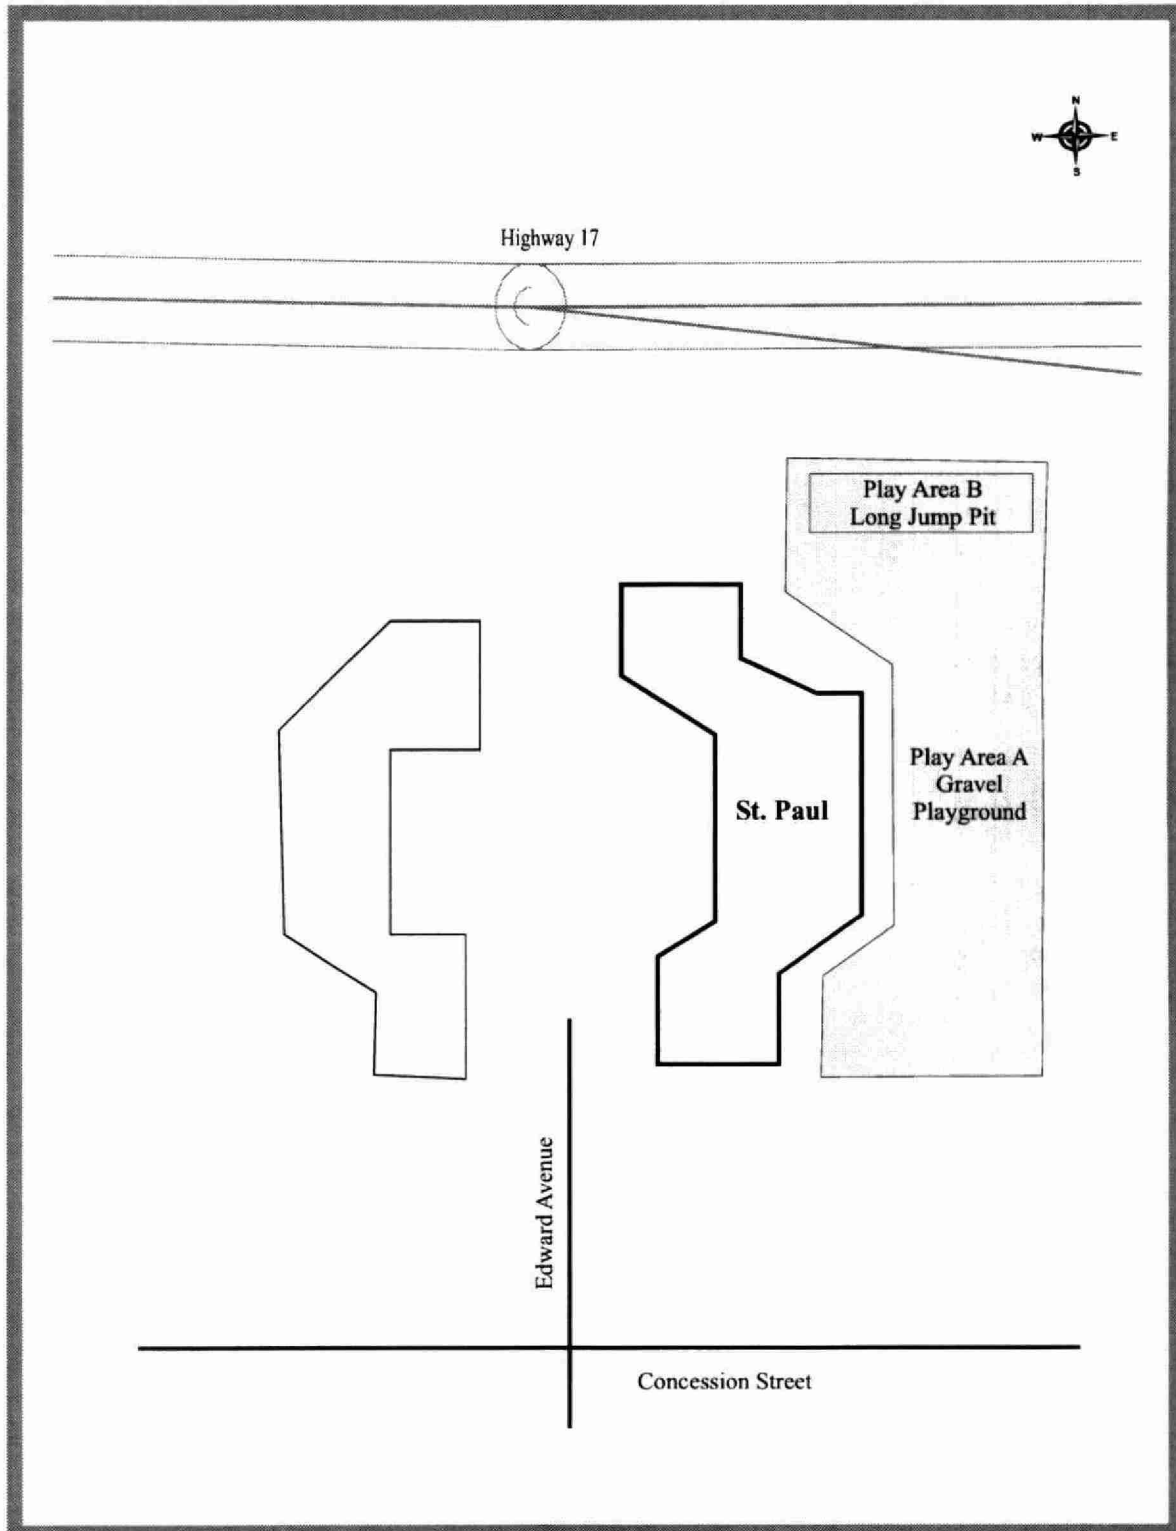 N
W E
S
Highway 17
Play Area B
Long Jump Pit
Play Area A
Gravel
Playground
St. Paul
Edward Avenue
Concession Street